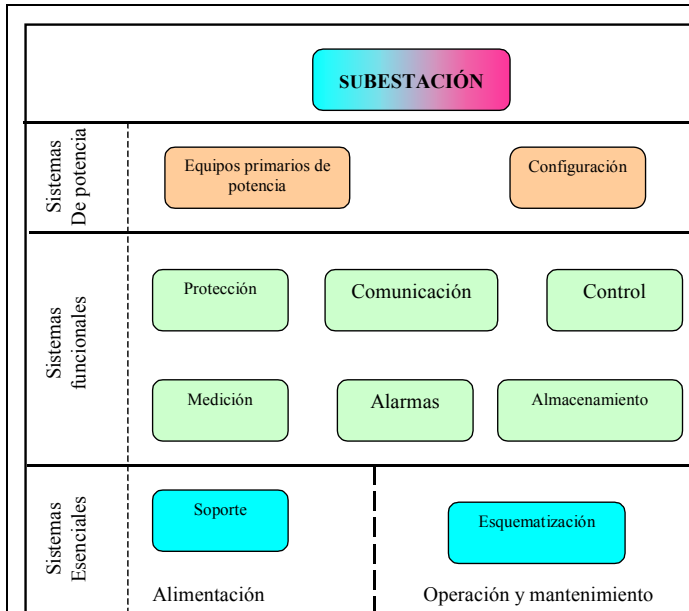 SUBESTACIÓN
Sistemas
De potencia
Equipos primarios de
potencia
Configuración
Sistemas
funcionales
Protección
Comunicación
Control
Medición
Alarmas
Almacenamiento
Sistemas
Esenciales
Soporte
Esquematización
Alimentación
Operación y mantenimiento